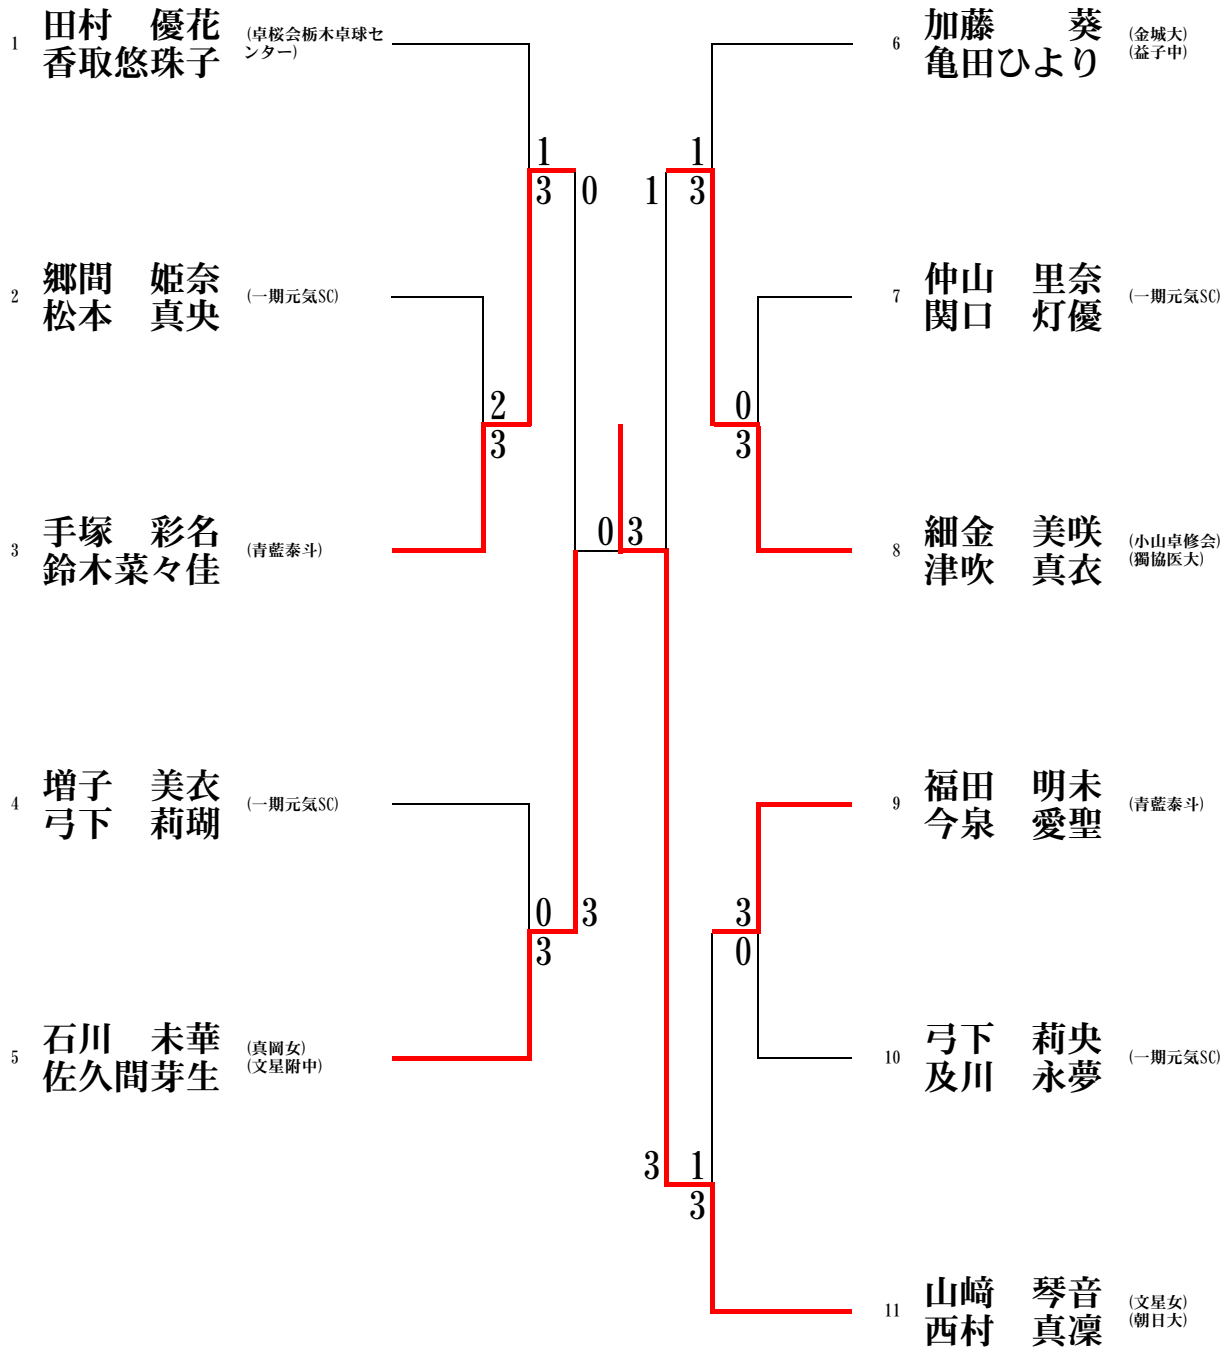 1
田村　優花
香取悠珠子
(卓桜会栃木卓球セ
ンター)
2
郷間　姫奈
松本　真央
(一期元気SC)
3
手塚　彩名
鈴木菜々佳
(青藍泰斗)
4
増子　美衣
弓下　莉瑚
(一期元気SC)
5
石川　未華
佐久間芽生
(真岡女)
(文星附中)
1
3
0
2
3
0
3
3
0 3
1
1
3
0
3
3
0
3
1
3
6
加藤　　葵
亀田ひより
(金城大)
(益子中)
7
仲山　里奈
関口　灯優
(一期元気SC)
8
細金　美咲
津吹　真衣
(小山卓修会)
(獨協医大)
9
福田　明未
今泉　愛聖
(青藍泰斗)
10
弓下　莉央
及川　永夢
(一期元気SC)
11
山﨑　琴音
西村　真凜
(文星女)
(朝日大)